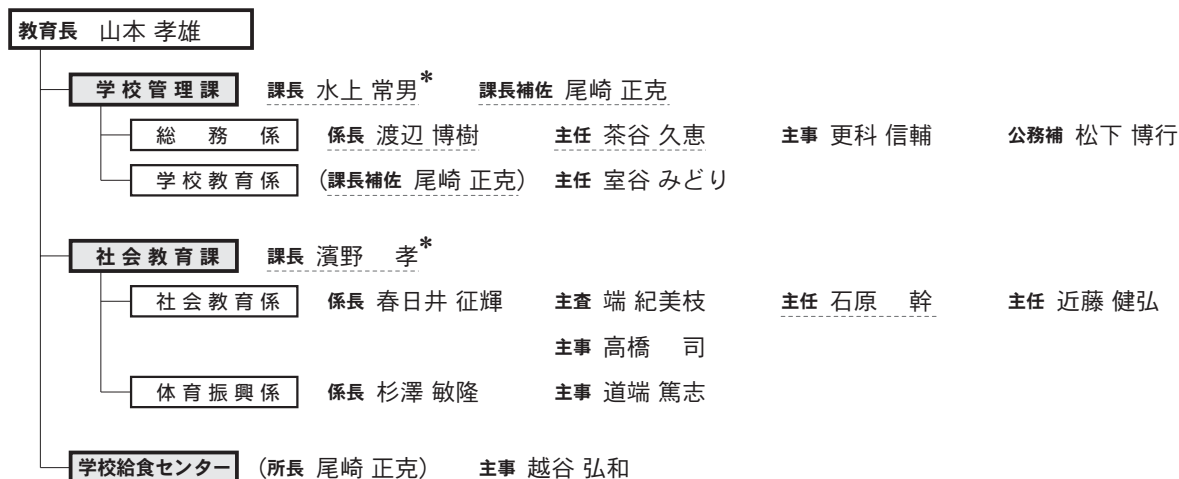 教育長 山本 孝雄
学校管理課 課長 水上 常男* 課長補佐 尾崎 正克
総務係 係長 渡辺 博樹 主任 茶谷 久恵 主事 更科 信輔 公務補 松下 博行
学校教育係 (課長補佐 尾崎 正克) 主任 室谷 みどり
社会教育課 課長 濱野 孝*
社会教育係 係長 春日井 征輝 主査 端 紀美枝 主任 石原 幹 主任 近藤 健弘
主事 高橋 司
体育振興係 係長 杉澤 敏隆 主事 道端 篤志
学校給食センター (所長 尾崎 正克) 主事 越谷 弘和